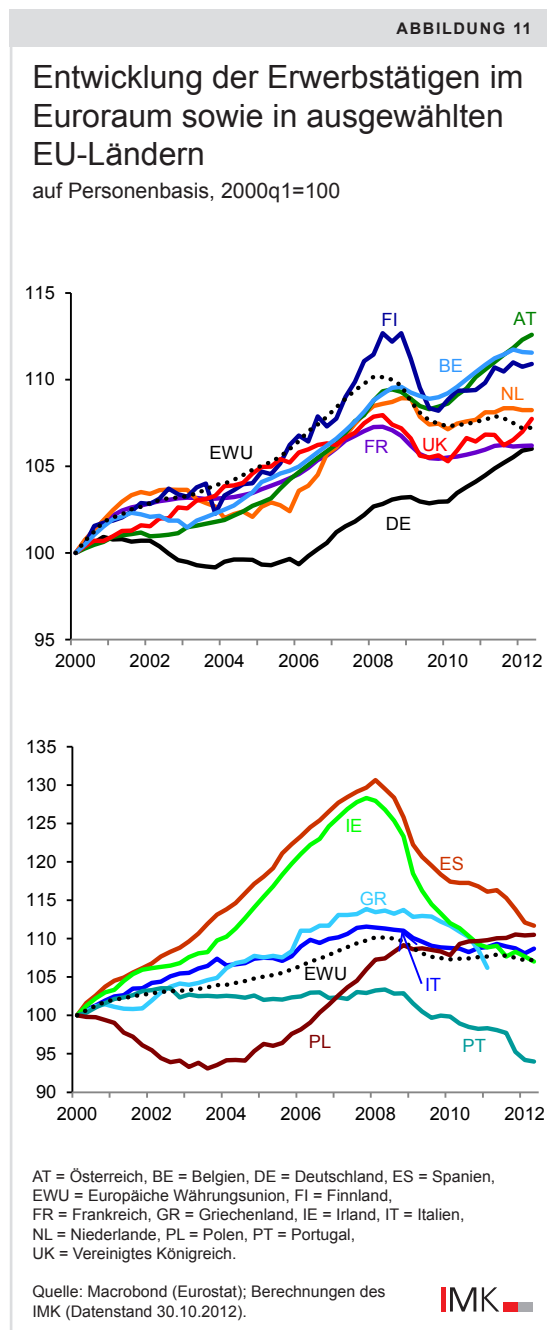 ABBILDUNG 11
Entwicklung der Erwerbstätigen im
Euroraum sowie in ausgewählten
EU-Ländern
auf Personenbasis, 2000q1=100
115
110
105
100
95
FI
AT
BE
NL
EWU
FR
UK
DE
2000 2002 2004 2006 2008 2010 2012
135
130
125
120
115
110
105
100
95
90
IE
ES
GR
EWU
IT
PL
PT
2000 2002 2004 2006 2008 2010 2012
AT = Österreich, BE = Belgien, DE = Deutschland, ES = Spanien,
EWU = Europäiche Währungsunion, FI = Finnland,
FR = Frankreich, GR = Griechenland, IE = Irland, IT = Italien,
NL = Niederlande, PL = Polen, PT = Portugal,
UK = Vereinigtes Königreich.
Quelle: Macrobond (Eurostat); Berechnungen des
IMK (Datenstand 30.10.2012).
IMK